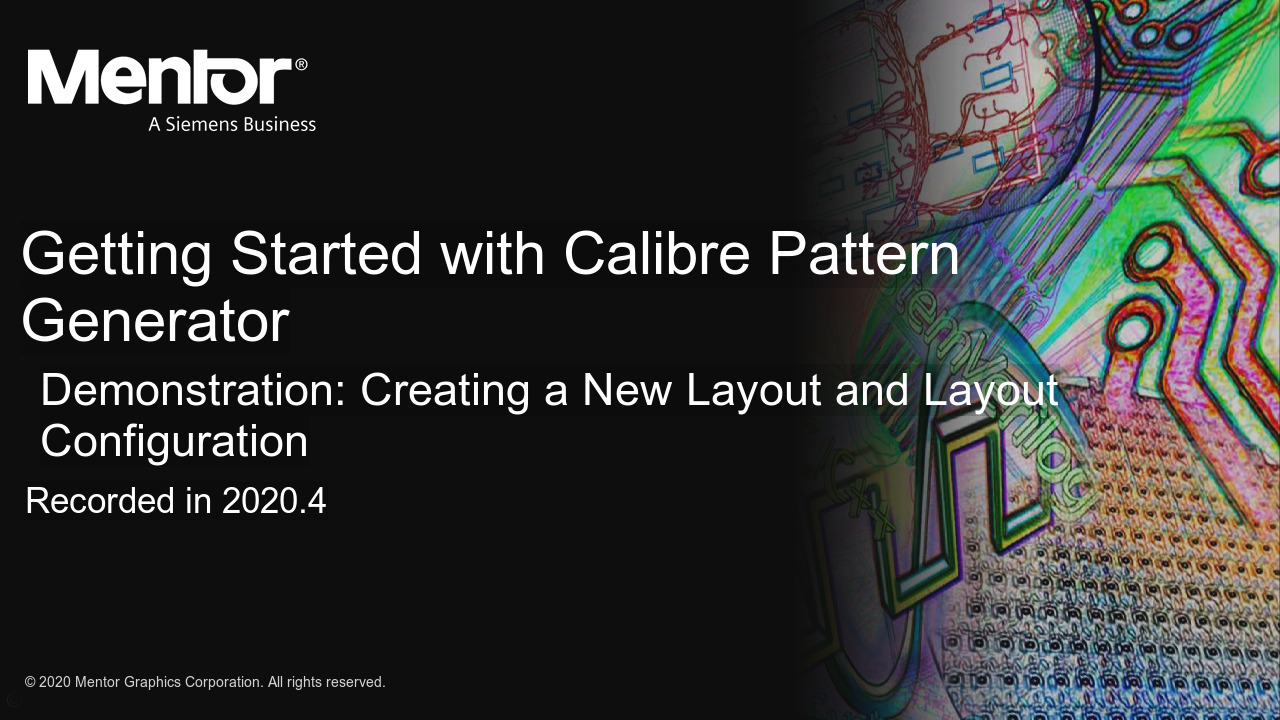 Mentor®
A Siemens Business
Getting Started with Calibre Pattern
Generator
Demonstration: Creating a New Layout and Layout
Configuration
Recorded in 2020.4
© 2020 Mentor Graphics Corporation. All rights reserved.